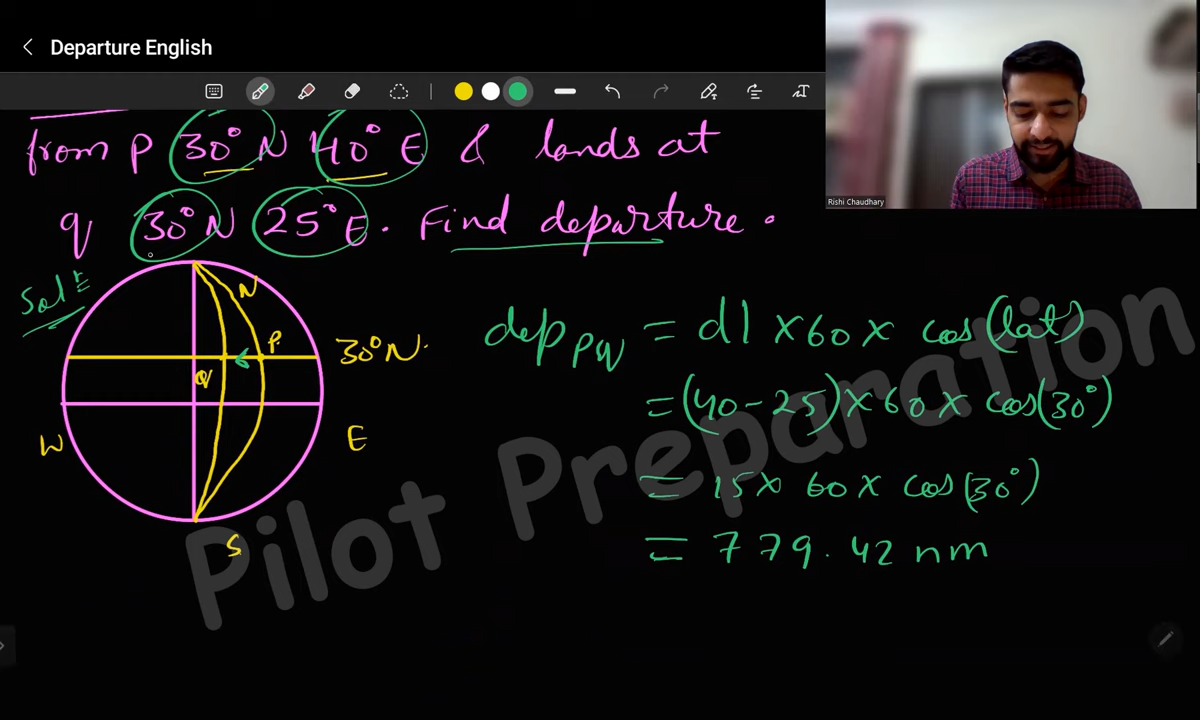 Departure English
from P 30° N 40° E & lands at
q 30° N 25° E. Find departure.
Solⁿ
N
P
Q
30° N.
W
E
S
dep PQ = dl × 60 × cos(lat)
= (40 - 25) × 60 × cos(30°)
= 15 × 60 × cos(30°)
= 779.42 nm
Pilot Preparation
Rishi Chaudhary